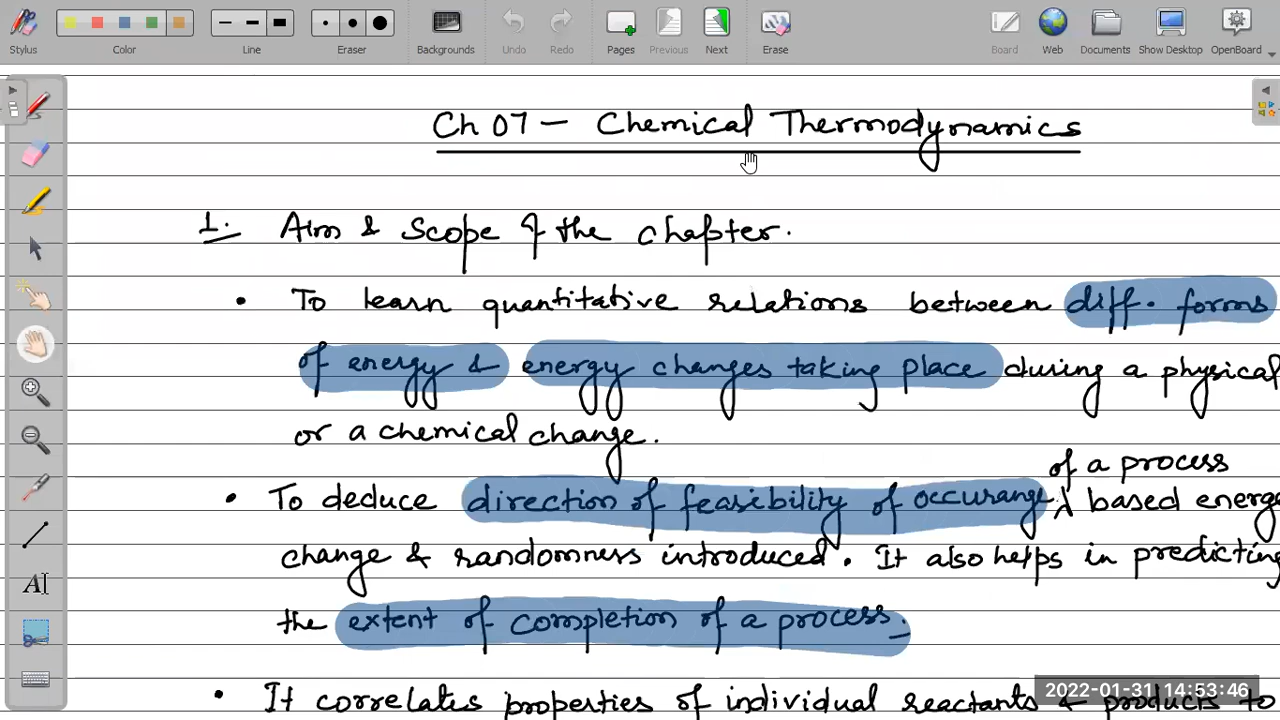 Stylus Color Line Eraser Backgrounds Undo Redo Pages Previous Next Erase Board Web Documents Show Desktop OpenBoard
Ch 07 — Chemical Thermodynamics
1. Aim & Scope of the chapter.
• To learn quantitative relations between diff. forms
of energy & energy changes taking place during a physical
or a chemical change.
of a process
• To deduce direction of feasibility of occurange based energy
change & randomness introduced. It also helps in predicting
the extent of completion of a process.
• It correlates properties of individual reactants & products to
2022-01-31 14:53:46